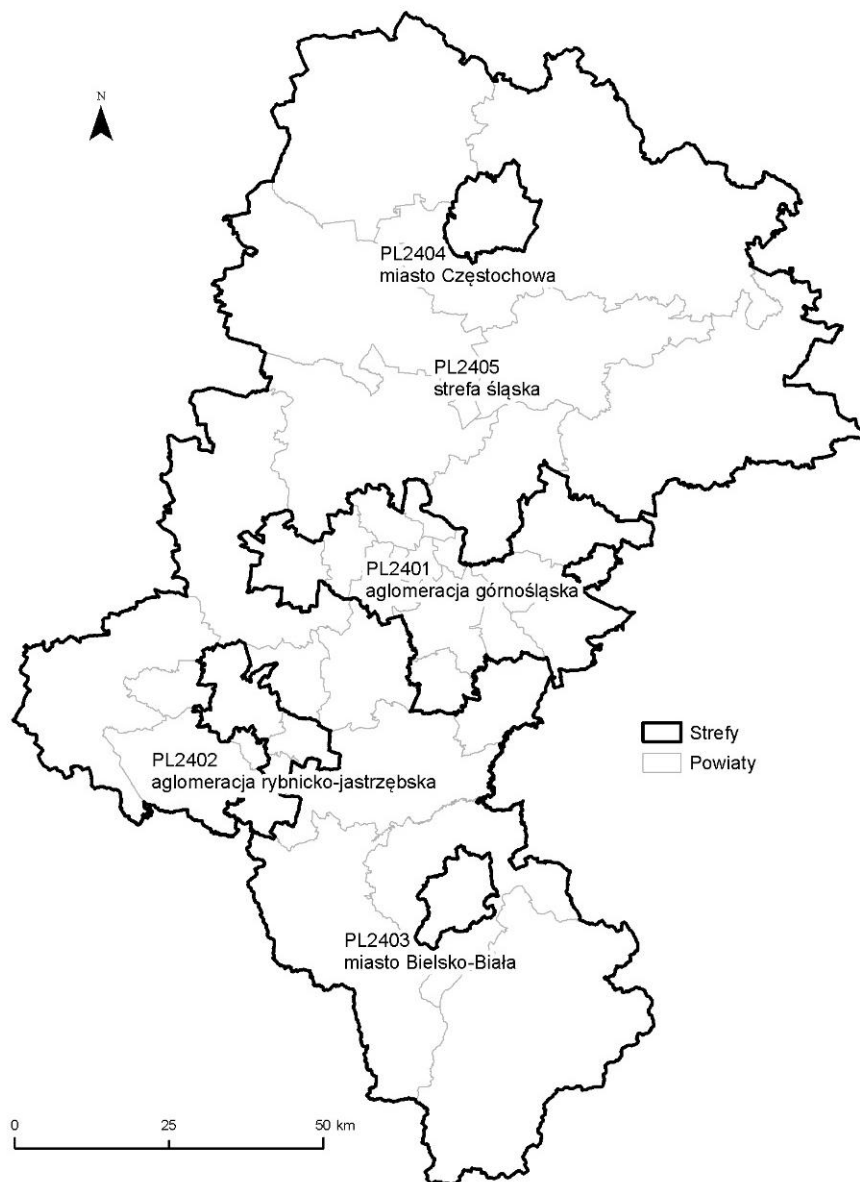 N
PL2404
miasto Częstochowa
PL2405
strefa śląska
PL2401
aglomeracja górnośląska
Strefy
Powiaty
PL2402
aglomeracja rybnicko-jastrzębska
PL2403
miasto Bielsko-Biała
0 25 50 km